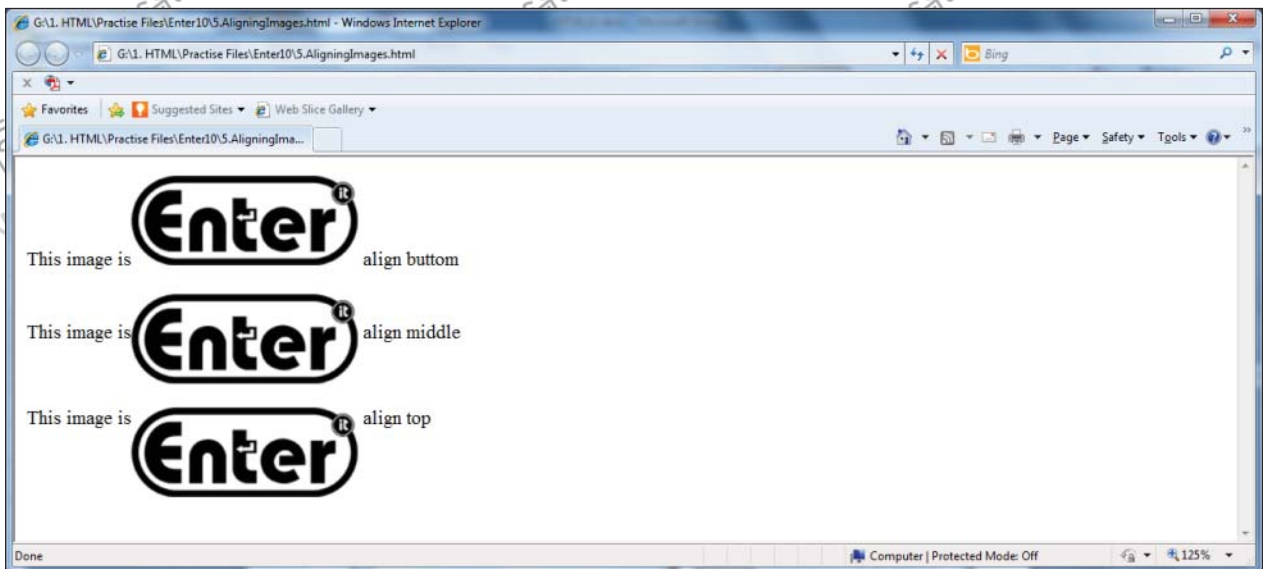 G:\1. HTML\Practise Files\Enter10\5.AligningImages.html - Windows Internet Explorer
G:\1. HTML\Practise Files\Enter10\5.AligningImages.html
Bing
Favorites Suggested Sites Web Slice Gallery
G:\1. HTML\Practise Files\Enter10\5.AligningIma... Page Safety Tools
This image is Enter it align buttom
This image is Enter it align middle
This image is Enter it align top
Done Computer | Protected Mode: Off 125%